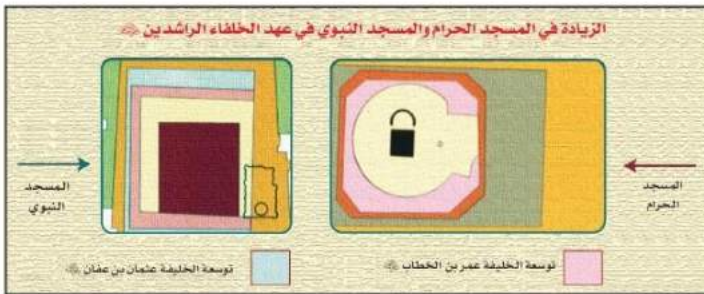 الزيادة في المسجد الحرام والمسجد النبوي في عهد الخلفاء الراشدين
المسجد
الحرام
المسجد
النبوي
توسعة الخليفة عمر بن الخطاب
توسعة الخليفة عثمان بن عفان